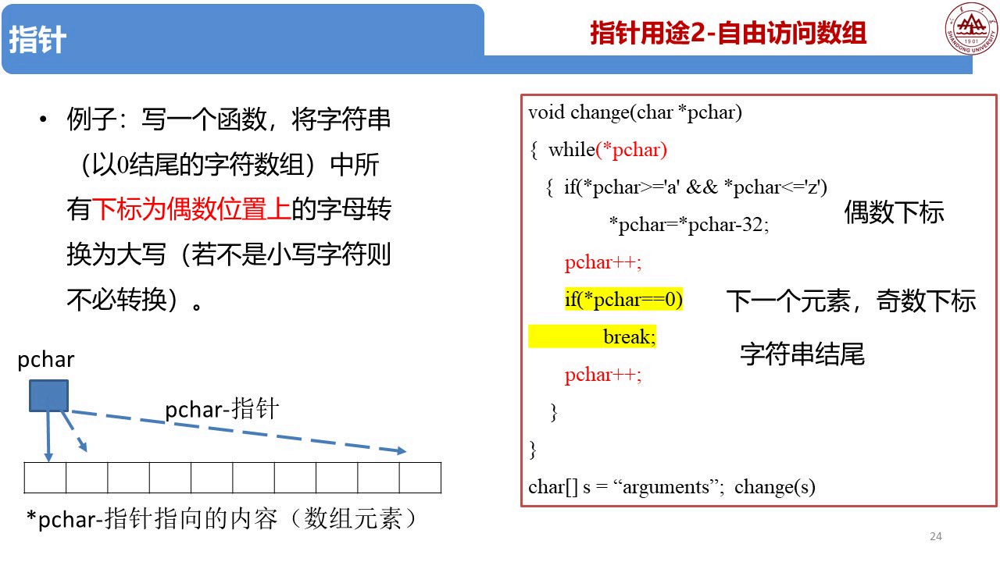 指针
指针用途2-自由访问数组
SHANDONG UNIVERSITY
1901
• 例子：写一个函数，将字符串
（以0结尾的字符数组）中所
有下标为偶数位置上的字母转
换为大写（若不是小写字符则
不必转换）。
pchar
pchar-指针
*pchar-指针指向的内容（数组元素）
void change(char *pchar)
{ while(*pchar)
{ if(*pchar>='a' && *pchar<='z')
*pchar=*pchar-32;
偶数下标
pchar++;
if(*pchar==0)
下一个元素，奇数下标
break;
字符串结尾
pchar++;
}
}
char[] s = “arguments”; change(s)
24